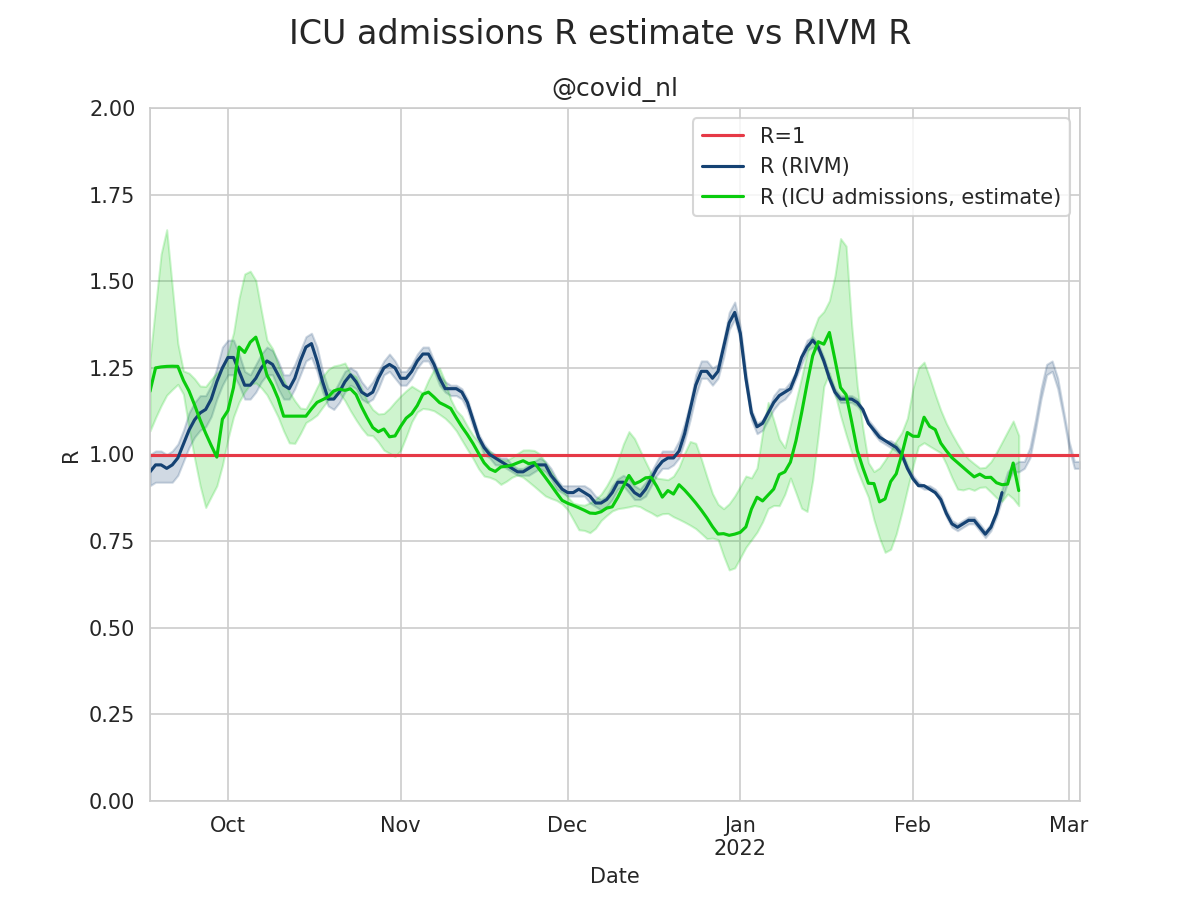 ICU admissions R estimate vs RIVM R
@covid_nl
2.00
1.75
1.50
1.25
1.00
0.75
0.50
0.25
0.00
R
R=1
R (RIVM)
R (ICU admissions, estimate)
Oct
Nov
Dec
Jan
2022
Feb
Mar
Date